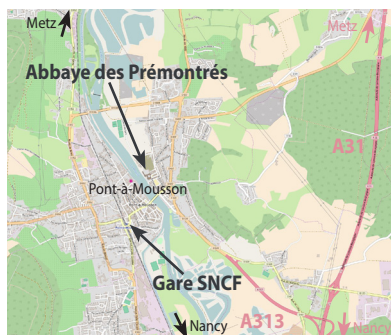 Metz
Metz
Abbaye des Prémontrés
A31
Pont-à-Mousson
Gare SNCF
A313
Nancy
Nancy